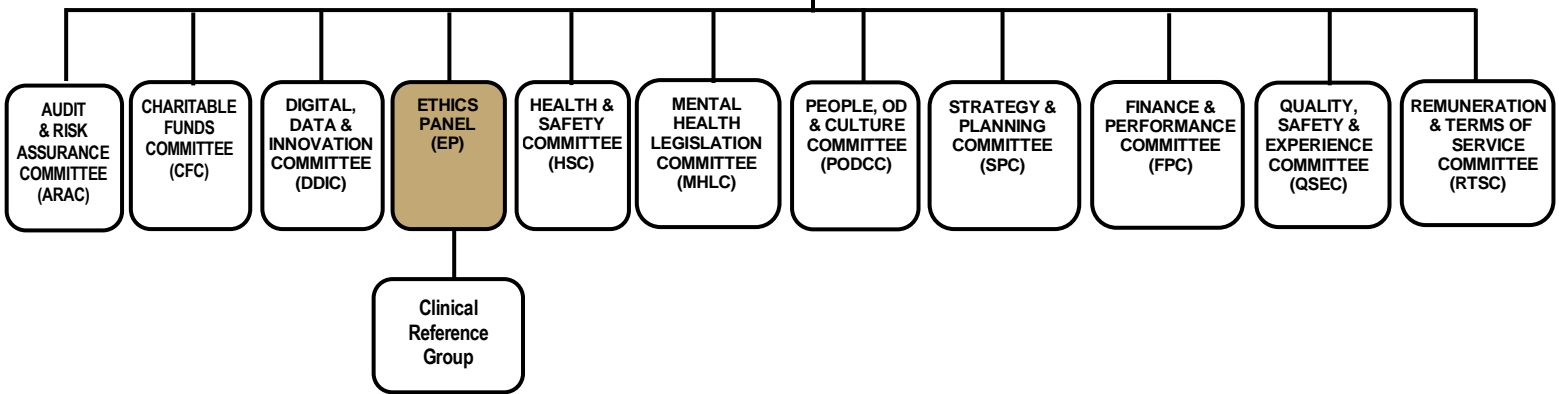 AUDIT
& RISK
ASSURANCE
COMMITTEE
(ARAC)
CHARITABLE
FUNDS
COMMITTEE
(CFC)
DIGITAL,
DATA &
INNOVATION
COMMITTEE
(DDIC)
ETHICS
PANEL
(EP)
HEALTH &
SAFETY
COMMITTEE
(HSC)
MENTAL
HEALTH
LEGISLATION
COMMITTEE
(MHLC)
PEOPLE, OD
& CULTURE
COMMITTEE
(PODCC)
STRATEGY &
PLANNING
COMMITTEE
(SPC)
FINANCE &
PERFORMANCE
COMMITTEE
(FPC)
QUALITY,
SAFETY &
EXPERIENCE
COMMITTEE
(QSEC)
REMUNERATION
& TERMS OF
SERVICE
COMMITTEE
(RTSC)
Clinical
Reference
Group